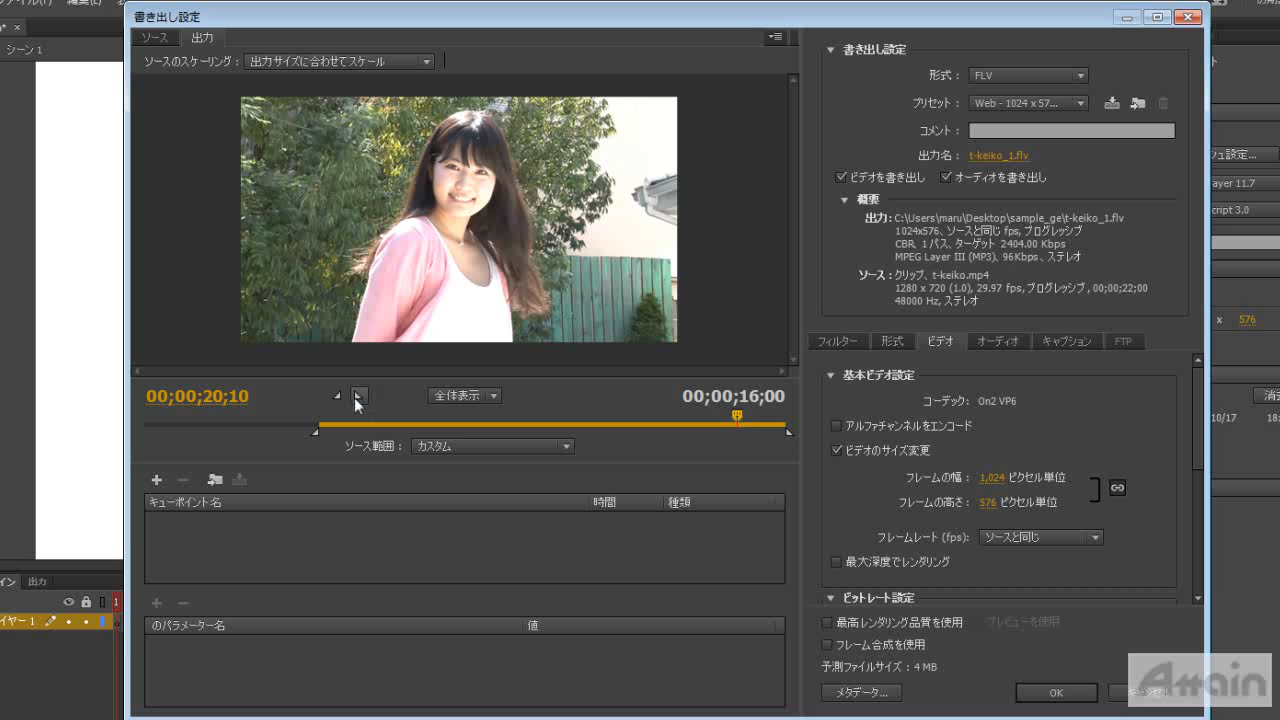 書き出し設定
シーン 1
ソース
出力
ソースのスケーリング :
出力サイズに合わせてスケール
書き出し設定
形式 :
FLV
プリセット :
Web - 1024 x 57...
コメント :
出力名 :
t-keiko_1.flv
ビデオを書き出し
オーディオを書き出し
概要
出力 : C:\Users\maru\Desktop\sample_ge\t-keiko_1.flv
1024x576、ソースと同じ fps, プログレッシブ
CBR、1 パス、ターゲット 2404.00 Kbps
MPEG Layer III (MP3)、96Kbps、ステレオ
ソース : クリップ、t-keiko.mp4
1280 x 720 (1.0), 29.97 fps, プログレッシブ , 00;00;22;00
48000 Hz, ステレオ
フィルター
形式
ビデオ
オーディオ
キャプション
FTP
00;00;20;10
全体表示
00;00;16;00
ソース範囲 :
カスタム
キューポイント名
時間
種類
のパラメーター名
値
基本ビデオ設定
コーデック: On2 VP6
アルファチャンネルをエンコード
ビデオのサイズ変更
フレームの幅 : 1,024 ピクセル単位
フレームの高さ : 576 ピクセル単位
フレームレート (fps):
ソースと同じ
最大深度でレンダリング
ビットレート設定
最高レンダリング品質を使用
プレビューを使用
フレーム合成を使用
予測ファイルサイズ : 4 MB
メタデータ...
OK
キャンセル
Attain
ュ設定...
ayer 11.7
cript 3.0
x 576
10/17
イン
出力
1
イヤー 1